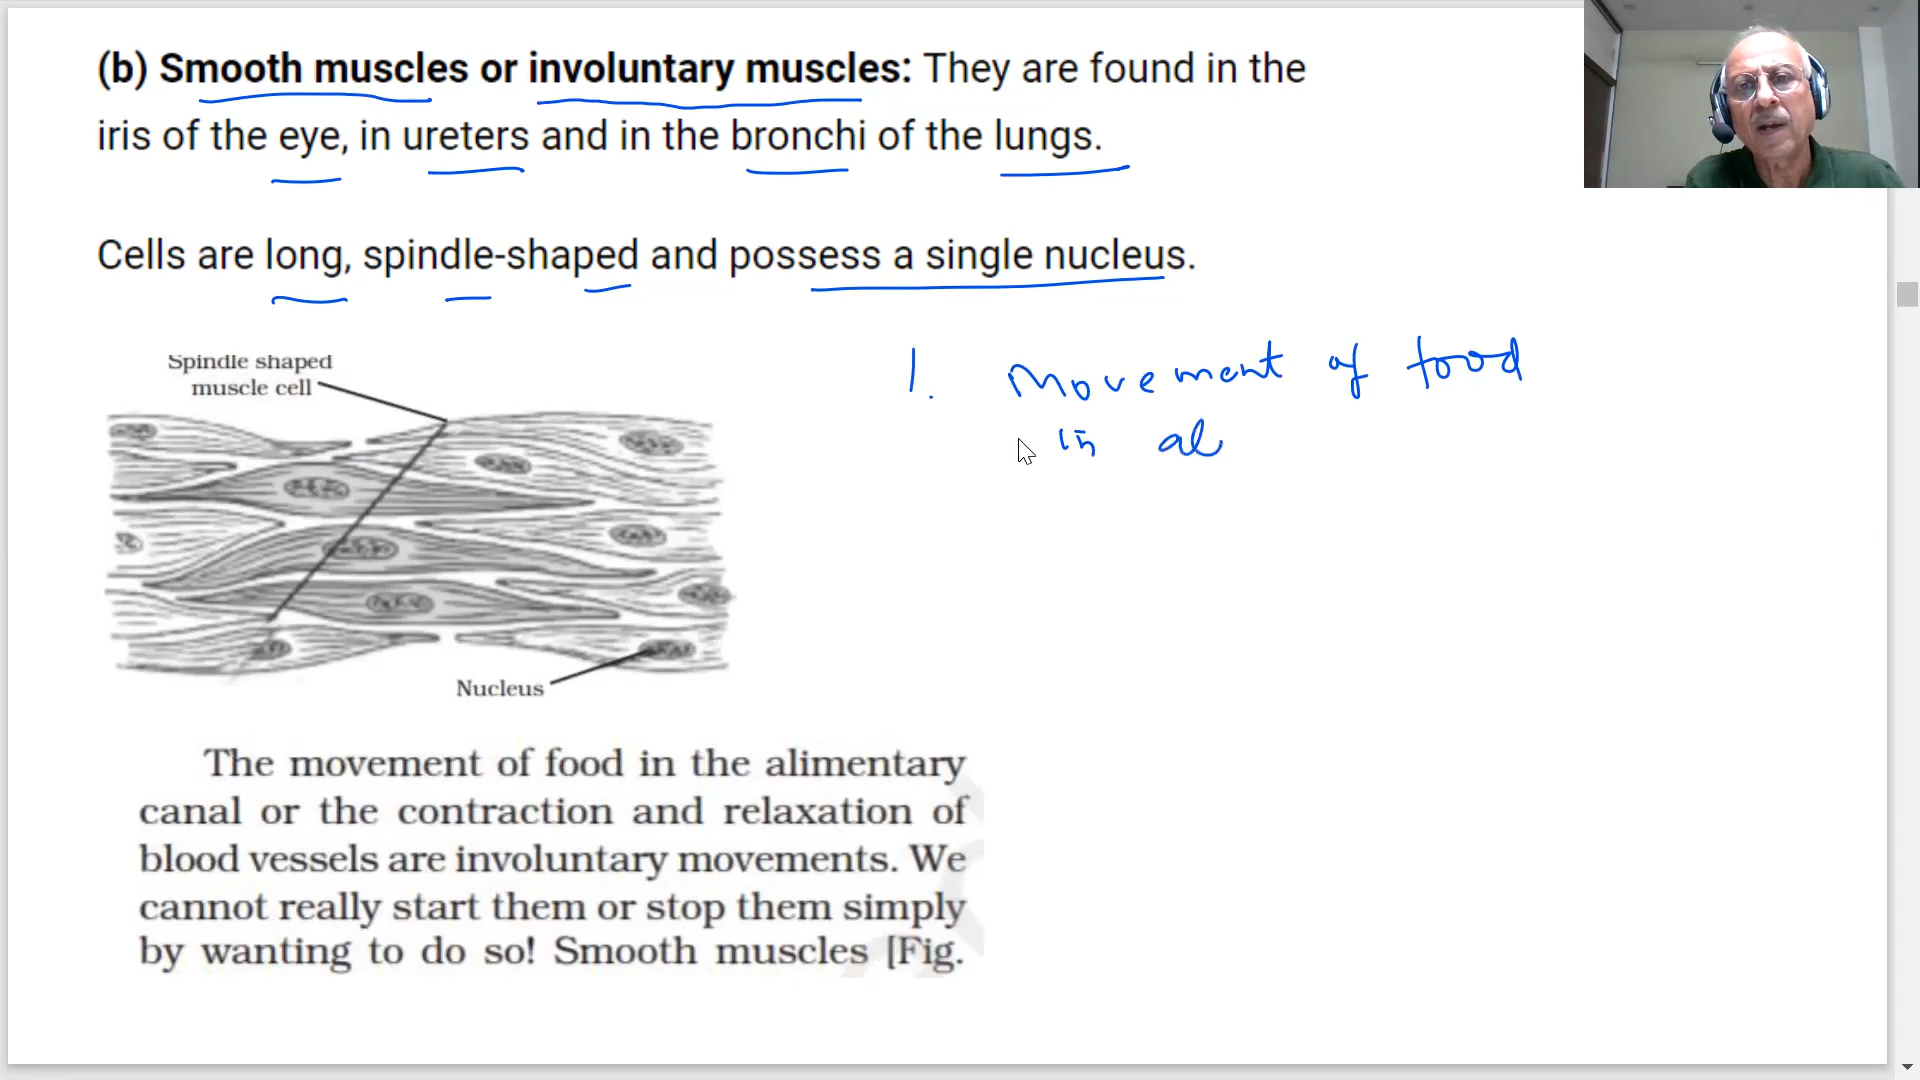 (b) Smooth muscles or involuntary muscles: They are found in the
iris of the eye, in ureters and in the bronchi of the lungs.
Cells are long, spindle-shaped and possess a single nucleus.
Spindle shaped
muscle cell
Nucleus
1. Movement of food
in al
The movement of food in the alimentary
canal or the contraction and relaxation of
blood vessels are involuntary movements. We
cannot really start them or stop them simply
by wanting to do so! Smooth muscles [Fig.